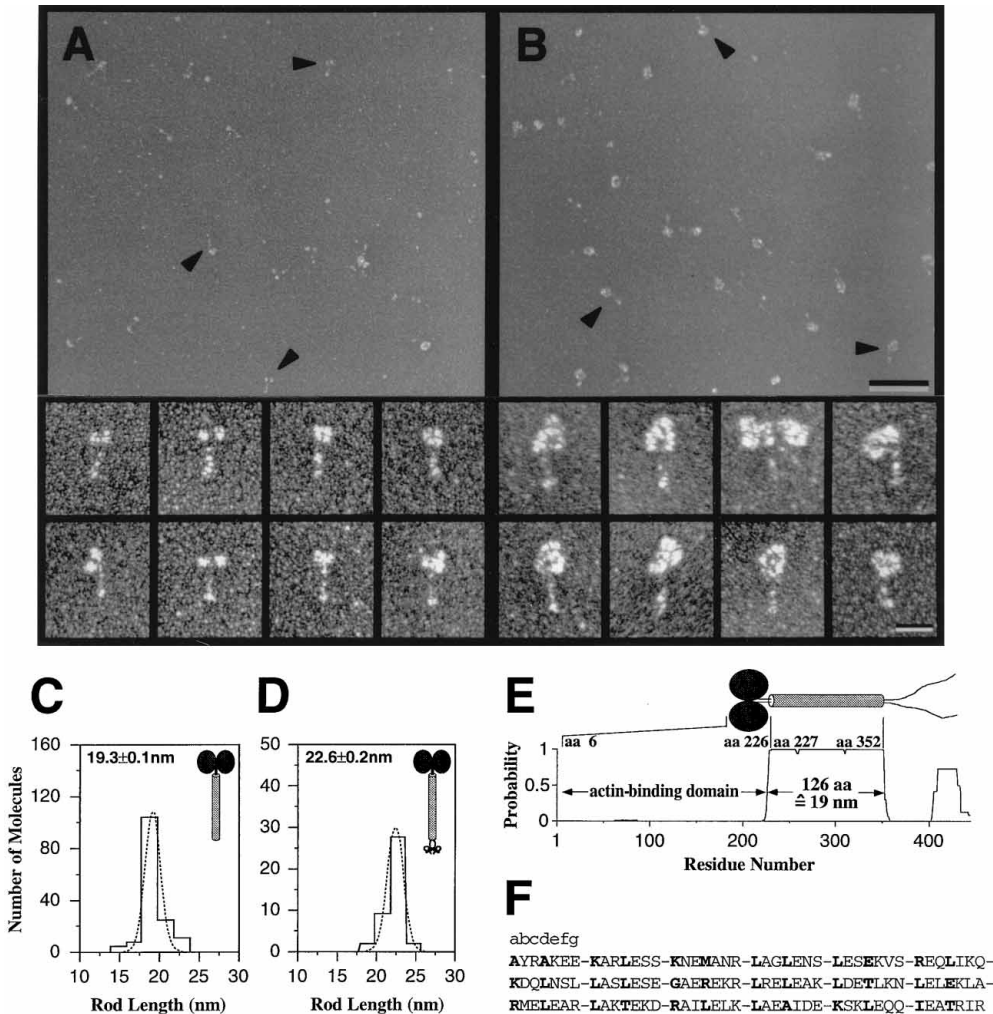 A
B
C
D
E
160
120
80
40
0
Number of Molecules
19.3±0.1nm
10 15 20 25 30
Rod Length (nm)
50
40
30
20
10
0
22.6±0.2nm
10 15 20 25 30
Rod Length (nm)
aa 6
aa 226
aa 227
aa 352
1
0.5
0
Probability
actin-binding domain
126 aa
≙ 19 nm
100 200 300 400
Residue Number
F
abcdefg
AYRAKEE-KARLESS-KNEMANR-LAGLENS-LESEKVS-REQLIKQ-
KDQLNSL-LASLESE-GAEREKR-LRELEAK-LDETLKN-LELEKLA-
RMELEAR-LAKTEKD-RAILELK-LAEAIDE-KSKLEQQ-IEATRIR